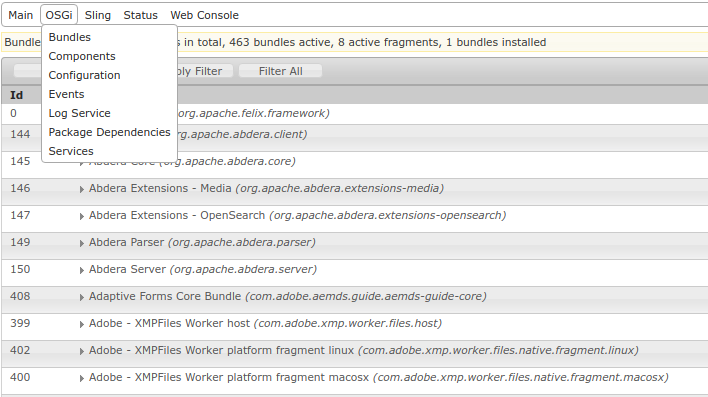 Main OSGi Sling Status Web Console
Bundles
Bundle s in total, 463 bundles active, 8 active fragments, 1 bundles installed
Components
Configuration Filter Filter All
Events
Id
Log Service
0 (org.apache.felix.framework)
Package Dependencies
144 org.apache.abdera.client)
Services
145 Abdera Core (org.apache.abdera.core)
146 Abdera Extensions - Media (org.apache.abdera.extensions-media)
147 Abdera Extensions - OpenSearch (org.apache.abdera.extensions-opensearch)
149 Abdera Parser (org.apache.abdera.parser)
150 Abdera Server (org.apache.abdera.server)
408 Adaptive Forms Core Bundle (com.adobe.aemds.guide.aemds-guide-core)
399 Adobe - XMPFiles Worker host (com.adobe.xmp.worker.files.host)
402 Adobe - XMPFiles Worker platform fragment linux (com.adobe.xmp.worker.files.native.fragment.linux)
400 Adobe - XMPFiles Worker platform fragment macosx (com.adobe.xmp.worker.files.native.fragment.macosx)